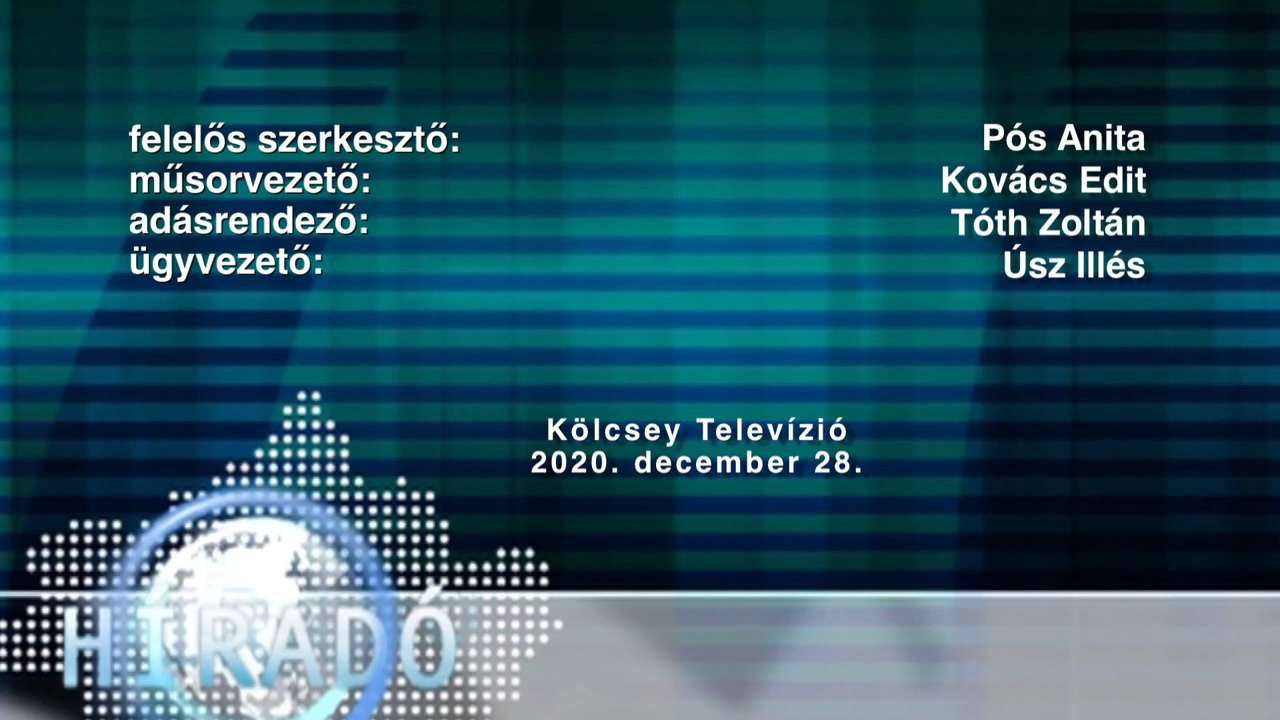 felelős szerkesztő: Pós Anita
műsorvezető: Kovács Edit
adásrendező: Tóth Zoltán
ügyvezető: Úsz Illés
Kölcsey Televízió
2020. december 28.
HÍRADÓ